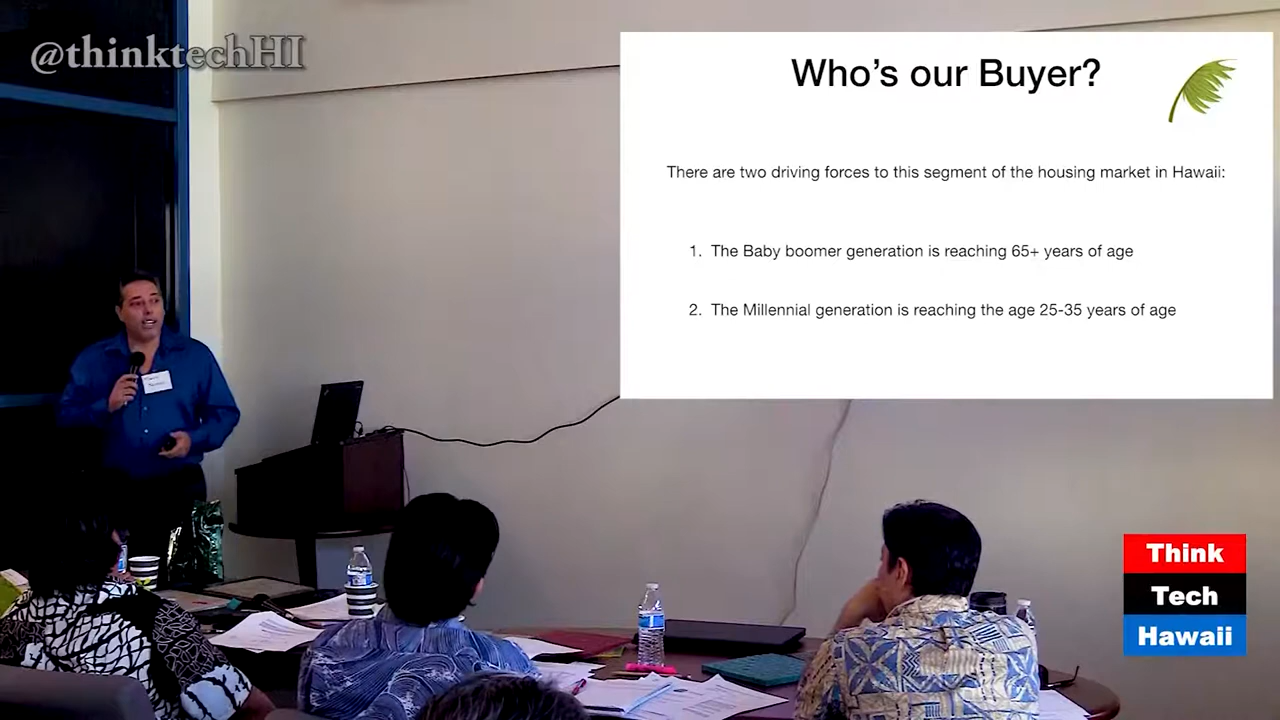 @thinktechHI
Who's our Buyer?
There are two driving forces to this segment of the housing market in Hawaii:
1. The Baby boomer generation is reaching 65+ years of age
2. The Millennial generation is reaching the age 25-35 years of age
Think
Tech
Hawaii